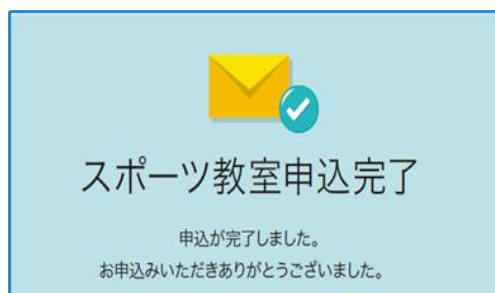 スポーツ教室申込完了
申込が完了しました。
お申込みいただきありがとうございました。